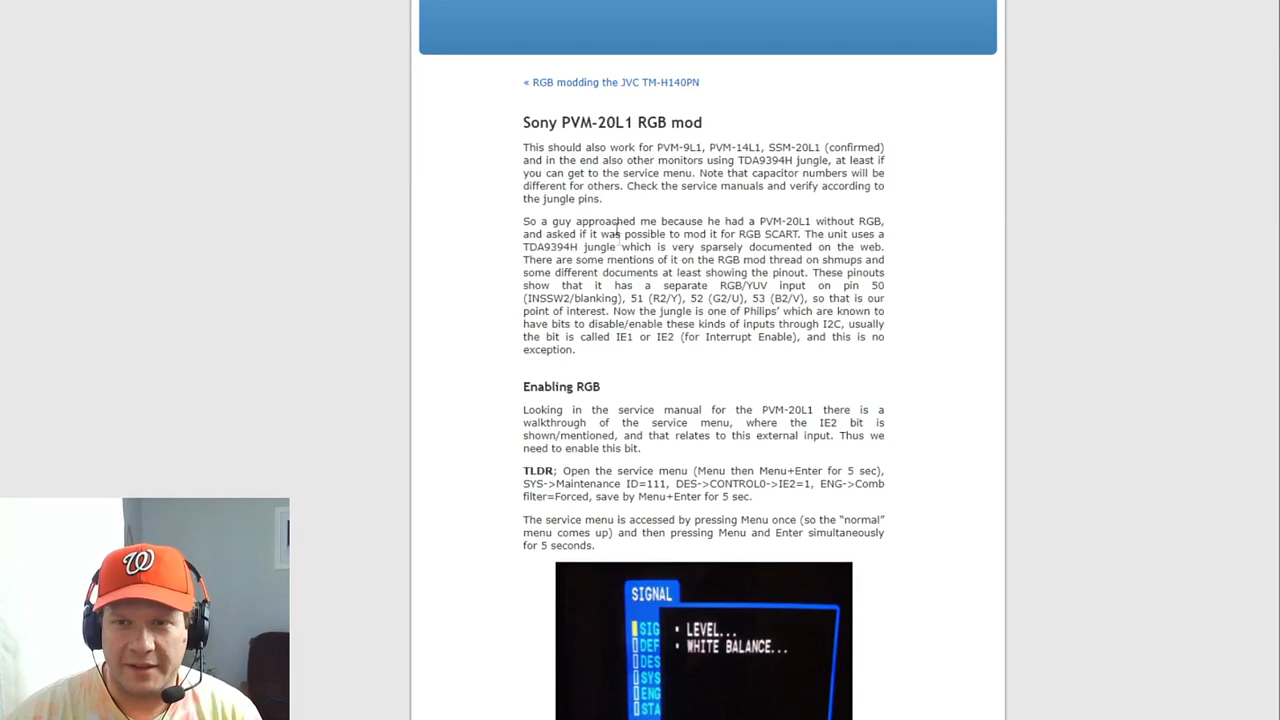 « RGB modding the JVC TM-H140PN
Sony PVM-20L1 RGB mod
This should also work for PVM-9L1, PVM-14L1, SSM-20L1 (confirmed)
and in the end also other monitors using TDA9394H jungle, at least if
you can get to the service menu. Note that capacitor numbers will be
different for others. Check the service manuals and verify according to
the jungle pins.
So a guy approached me because he had a PVM-20L1 without RGB,
and asked if it was possible to mod it for RGB SCART. The unit uses a
TDA9394H jungle which is very sparsely documented on the web.
There are some mentions of it on the RGB mod thread on shmups and
some different documents at least showing the pinout. These pinouts
show that it has a separate RGB/YUV input on pin 50
(INSSW2/blanking), 51 (R2/Y), 52 (G2/U), 53 (B2/V), so that is our
point of interest. Now the jungle is one of Philips’ which are known to
have bits to disable/enable these kinds of inputs through I2C, usually
the bit is called IE1 or IE2 (for Interrupt Enable), and this is no
exception.
Enabling RGB
Looking in the service manual for the PVM-20L1 there is a
walkthrough of the service menu, where the IE2 bit is
shown/mentioned, and that relates to this external input. Thus we
need to enable this bit.
TLDR; Open the service menu (Menu then Menu+Enter for 5 sec),
SYS->Maintenance ID=111, DES->CONTROL0->IE2=1, ENG->Comb
filter=Forced, save by Menu+Enter for 5 sec.
The service menu is accessed by pressing Menu once (so the “normal”
menu comes up) and then pressing Menu and Enter simultaneously
for 5 seconds.
SIGNAL
SIG
DEF
DES
SYS
ENG
STA
• LEVEL...
• WHITE BALANCE...
W